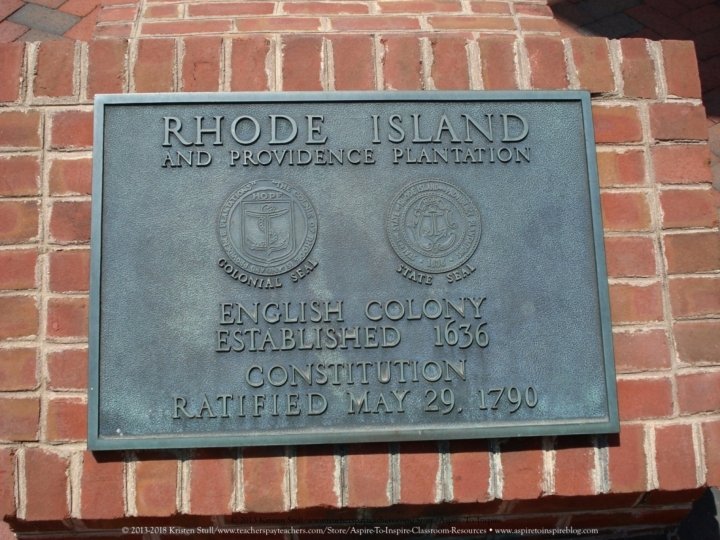 RHODE ISLAND
AND PROVIDENCE PLANTATION
HOPE
COLONIAL SEAL
STATE SEAL
ENGLISH COLONY
ESTABLISHED 1636
CONSTITUTION
RATIFIED MAY 29, 1790
© 2013-2018 Kristen Stull/www.teacherspayteachers.com/Store/Aspire-To-Inspire-Classroom-Resources • www.aspiretoinspireblog.com